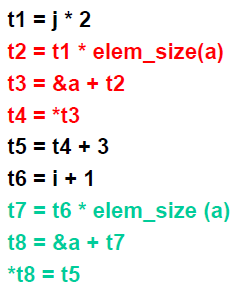 t1 = j * 2
t2 = t1 * elem_size(a)
t3 = &a + t2
t4 = *t3
t5 = t4 + 3
t6 = i + 1
t7 = t6 * elem_size (a)
t8 = &a + t7
*t8 = t5